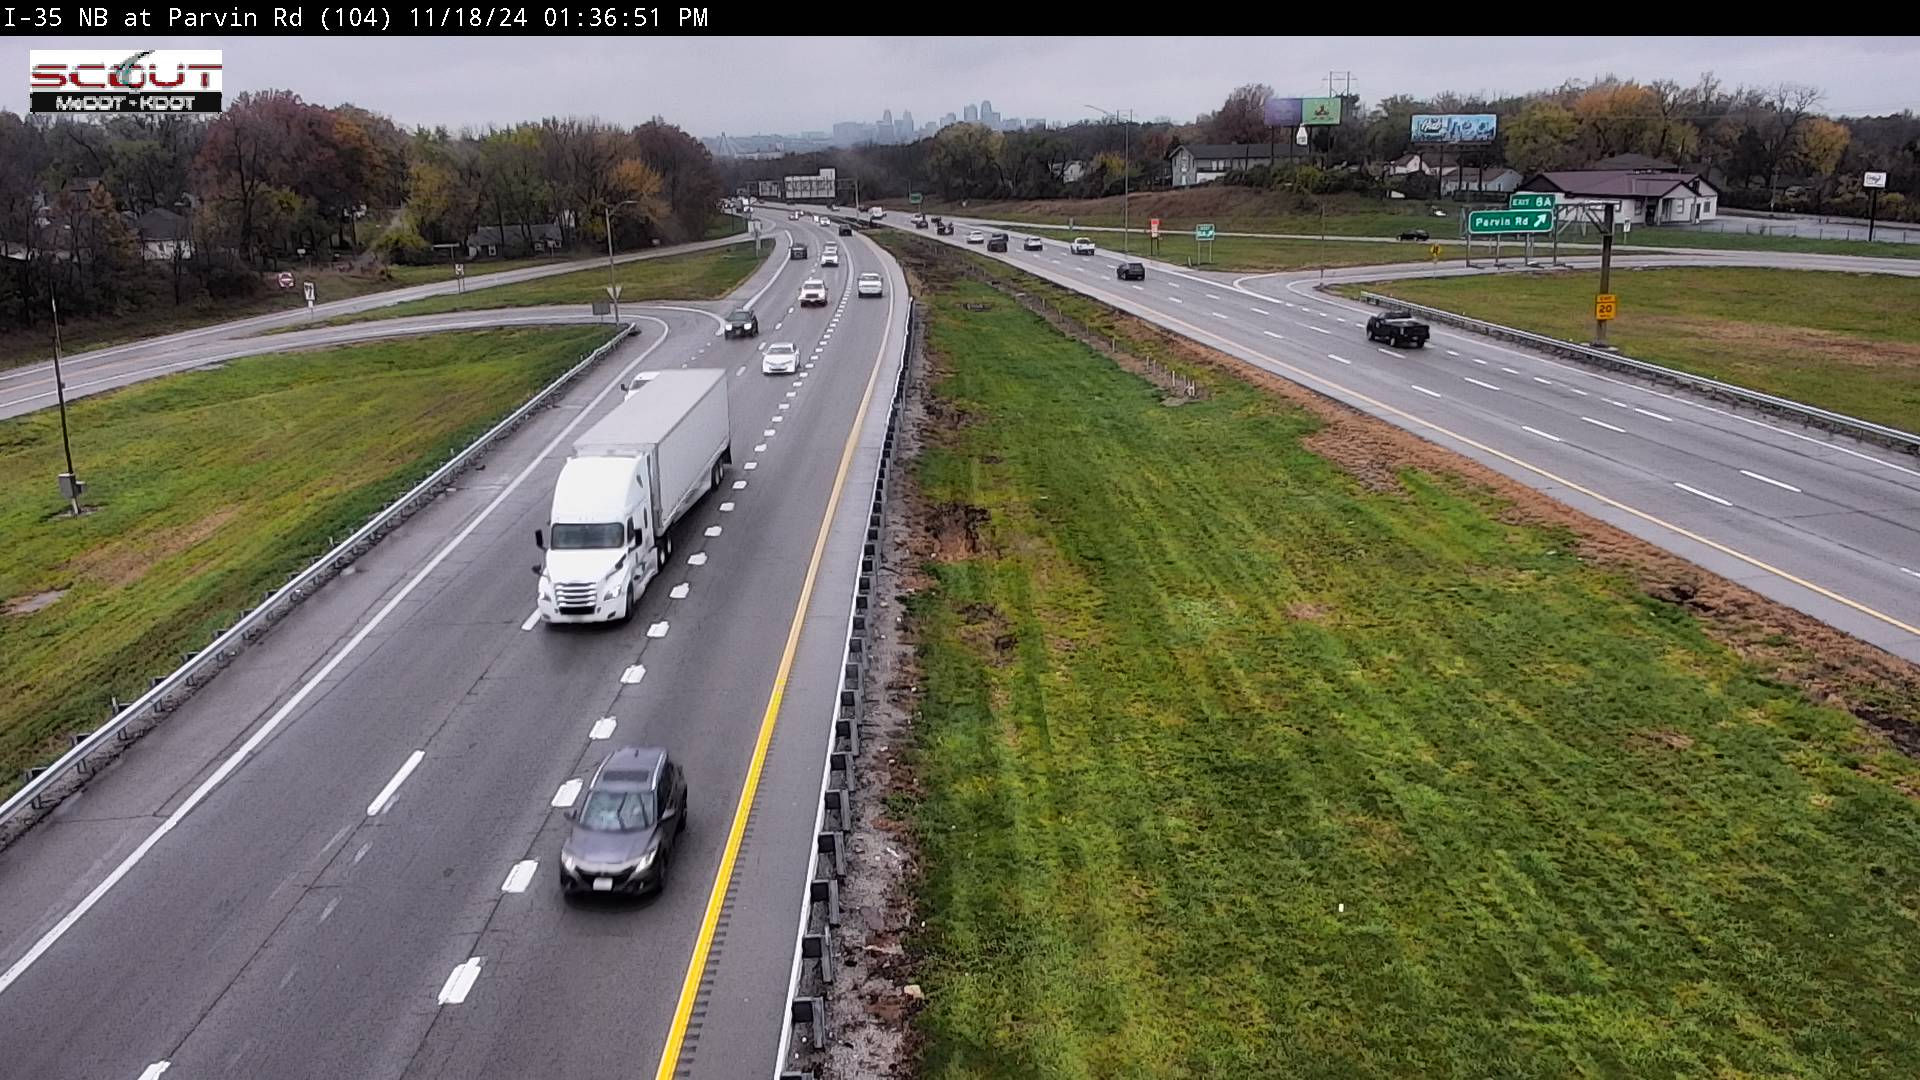 I-35 NB at Parvin Rd (104) 11/18/24 01:36:51 PM
SCOUT
MoDOT - KDOT
EXIT 8A
Parvin Rd
EXIT
20